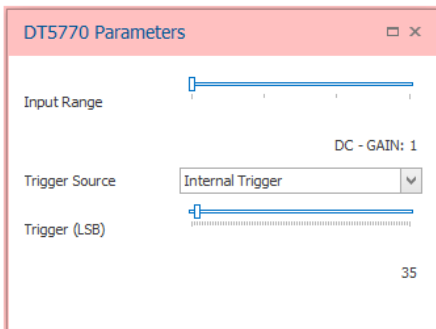 DT5770 Parameters
Input Range
DC - GAIN: 1
Trigger Source
Internal Trigger
Trigger (LSB)
35